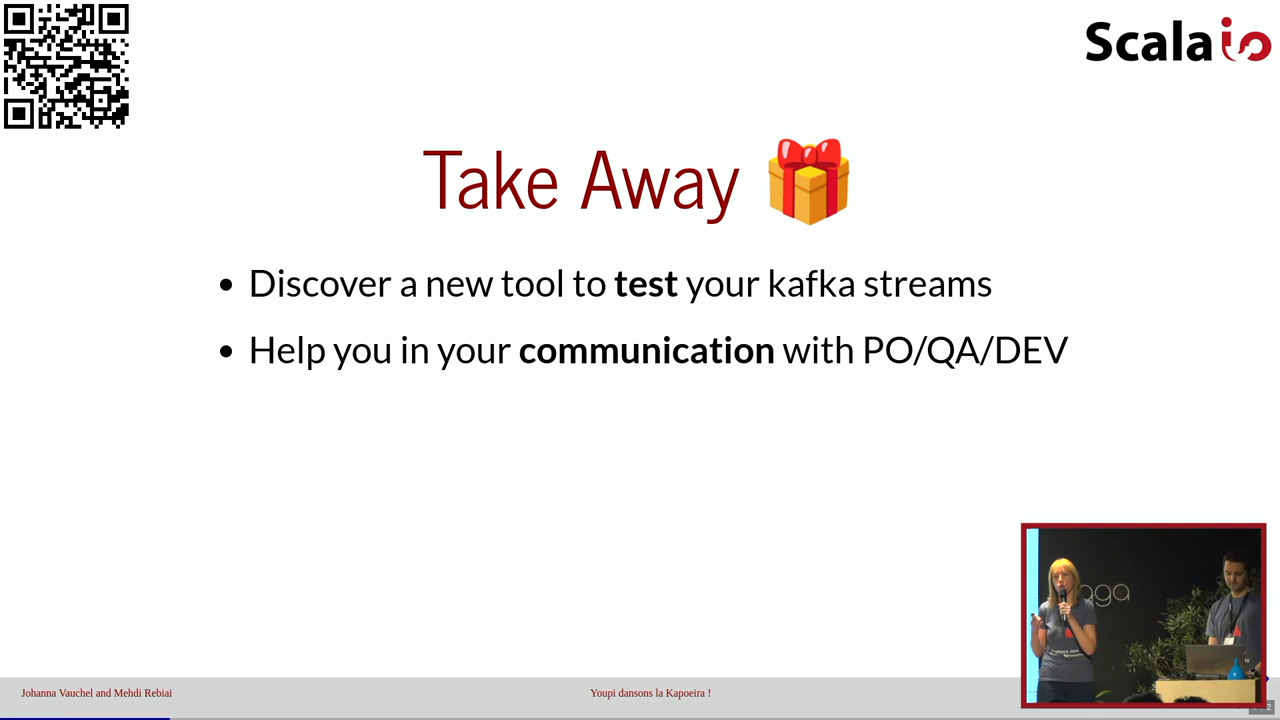 Scala io
Take Away
Discover a new tool to test your kafka streams
Help you in your communication with PO/QA/DEV
Johanna Vauchel and Mehdi Rebiai
Youpi dansons la Kapoeira !